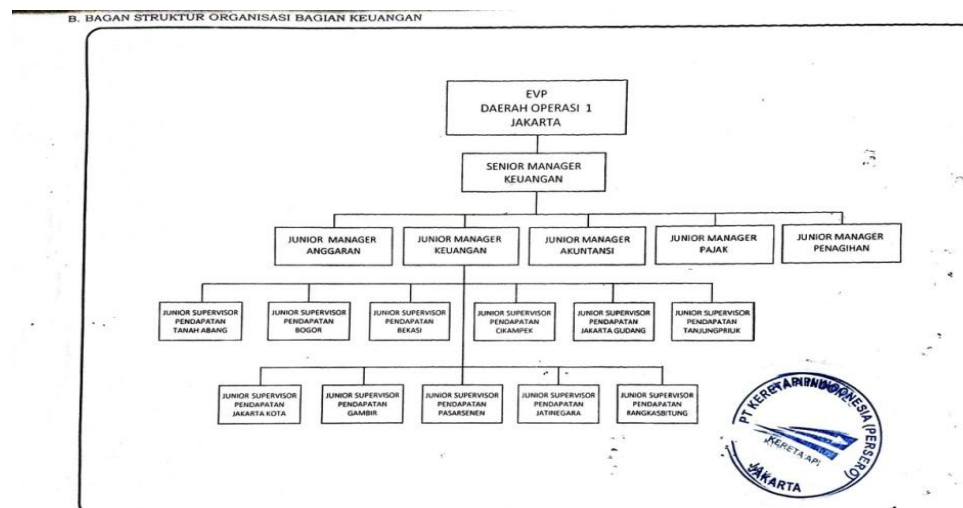 B. BAGAN STRUKTUR ORGANISASI BAGIAN KEUANGAN
EVP
DAERAH OPERASI 1
JAKARTA
SENIOR MANAGER
KEUANGAN
JUNIOR MANAGER
ANGGARAN
JUNIOR MANAGER
KEUANGAN
JUNIOR MANAGER
AKUNTANSI
JUNIOR MANAGER
PAJAK
JUNIOR MANAGER
PENAGIHAN
JUNIOR SUPERVISOR
PENDAPATAN
TANAH ABANG
JUNIOR SUPERVISOR
PENDAPATAN
BOGOR
JUNIOR SUPERVISOR
PENDAPATAN
BEKASI
JUNIOR SUPERVISOR
PENDAPATAN
CIKAMPEK
JUNIOR SUPERVISOR
PENDAPATAN
JAKARTA GUDANG
JUNIOR SUPERVISOR
PENDAPATAN
TANJUNGPRIUK
JUNIOR SUPERVISOR
PENDAPATAN
JAKARTA KOTA
JUNIOR SUPERVISOR
PENDAPATAN
GAMBIR
JUNIOR SUPERVISOR
PENDAPATAN
PASARSENEN
JUNIOR SUPERVISOR
PENDAPATAN
JATINEGARA
JUNIOR SUPERVISOR
PENDAPATAN
RANGKASBITUNG
PT KERETA API INDONESIA (PERSERO)
KERETA API
JAKARTA